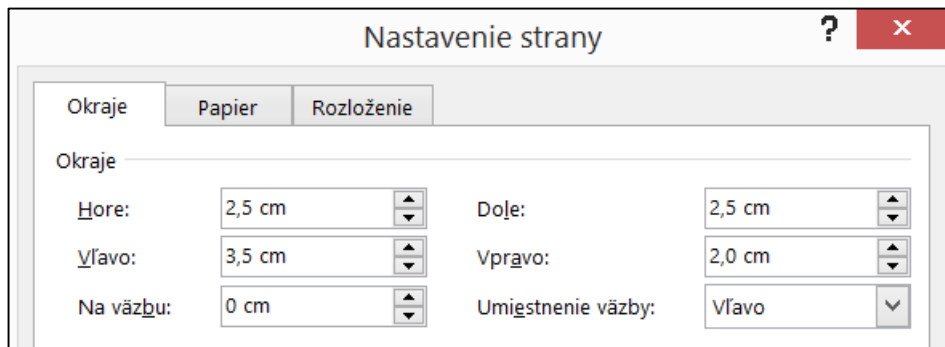 Nastavenie strany ? x
Okraje Papier Rozloženie
Okraje
Hore: 2,5 cm Dole: 2,5 cm
Vľavo: 3,5 cm Vpravo: 2,0 cm
Na väzbu: 0 cm Umiestnenie väzby: Vľavo